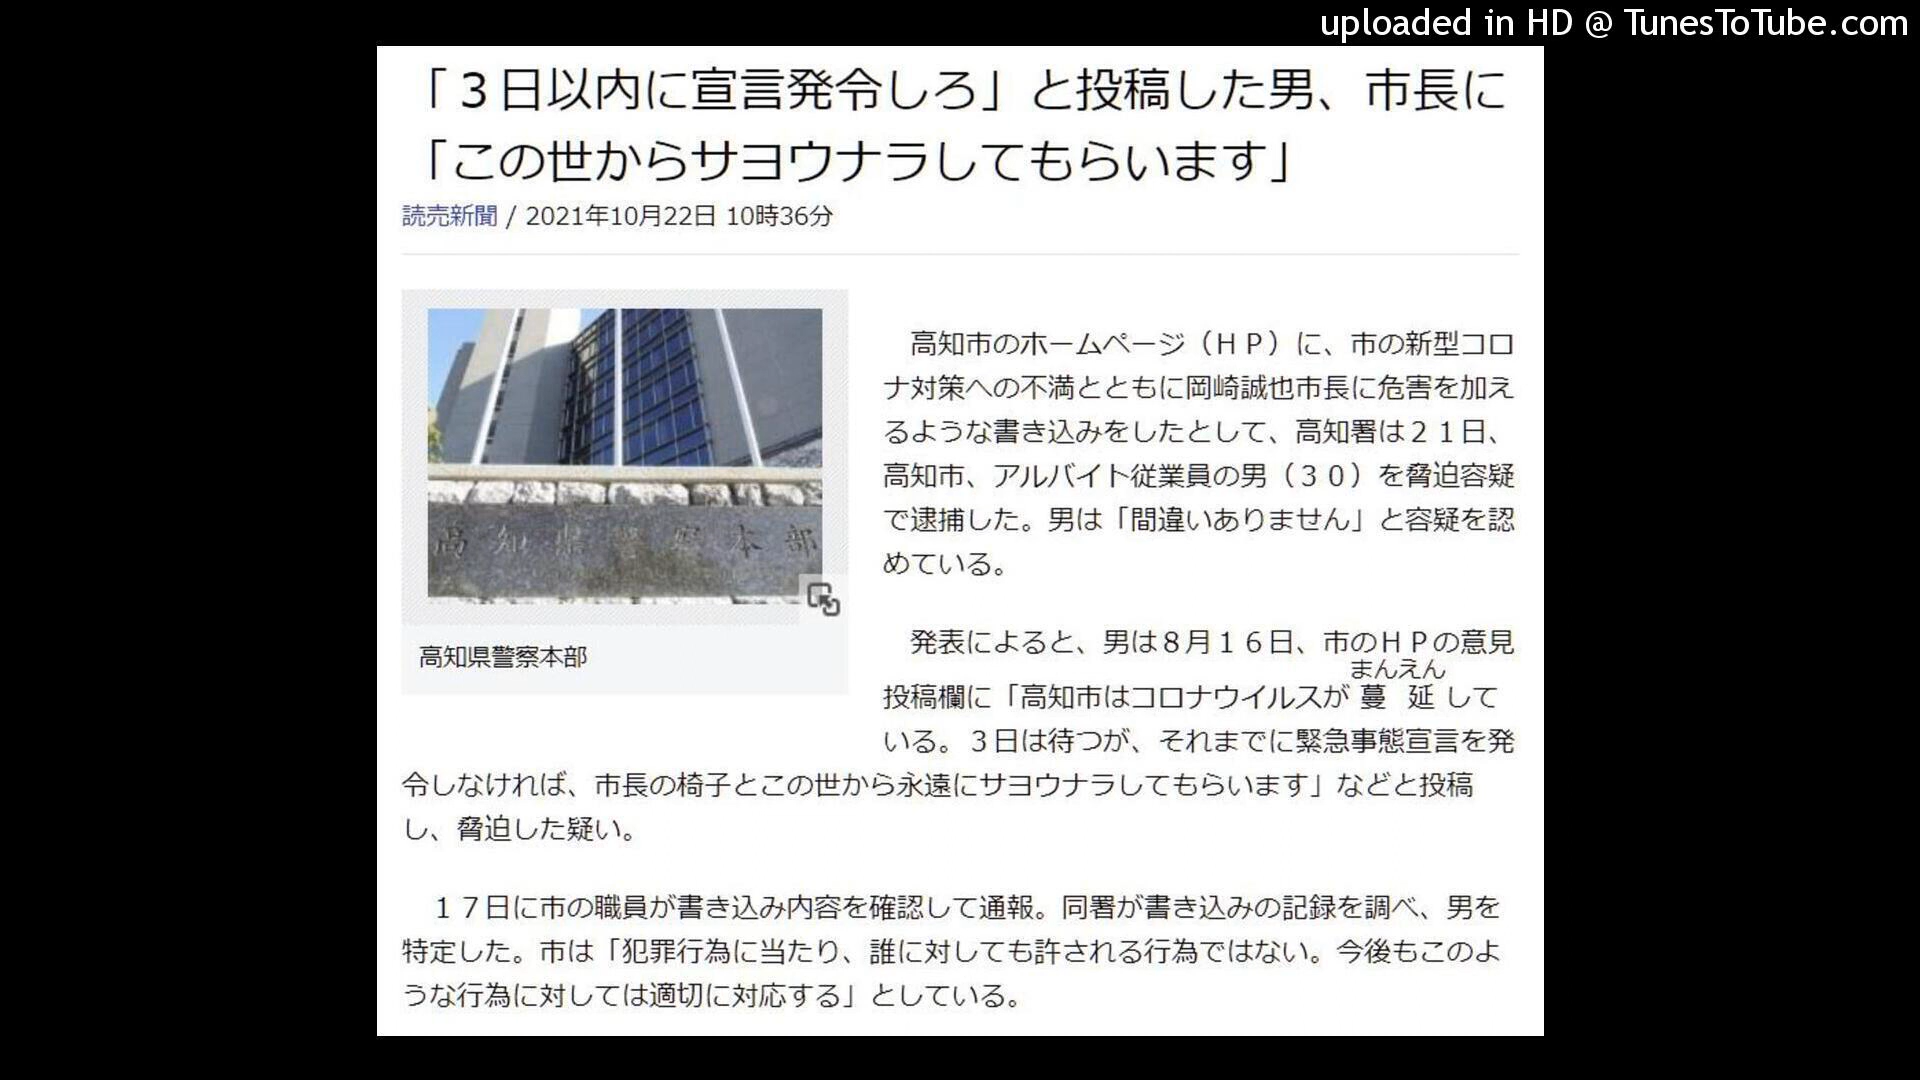 uploaded in HD @ TunesToTube.com
「３日以内に宣言発令しろ」と投稿した男、市長に
「この世からサヨウナラしてもらいます」
読売新聞 / 2021年10月22日 10時36分
高知県警察本部
高知県警察本部
高知市のホームページ（ＨＰ）に、市の新型コロ
ナ対策への不満とともに岡崎誠也市長に危害を加え
るような書き込みをしたとして、高知署は２１日、
高知市、アルバイト従業員の男（３０）を脅迫容疑
で逮捕した。男は「間違いありません」と容疑を認
めている。
発表によると、男は８月１６日、市のＨＰの意見
まんえん
投稿欄に「高知市はコロナウイルスが 蔓 延 して
いる。３日は待つが、それまでに緊急事態宣言を発
令しなければ、市長の椅子とこの世から永遠にサヨウナラしてもらいます」などと投稿
し、脅迫した疑い。
１７日に市の職員が書き込み内容を確認して通報。同署が書き込みの記録を調べ、男を
特定した。市は「犯罪行為に当たり、誰に対しても許される行為ではない。今後もこのよ
うな行為に対しては適切に対応する」としている。